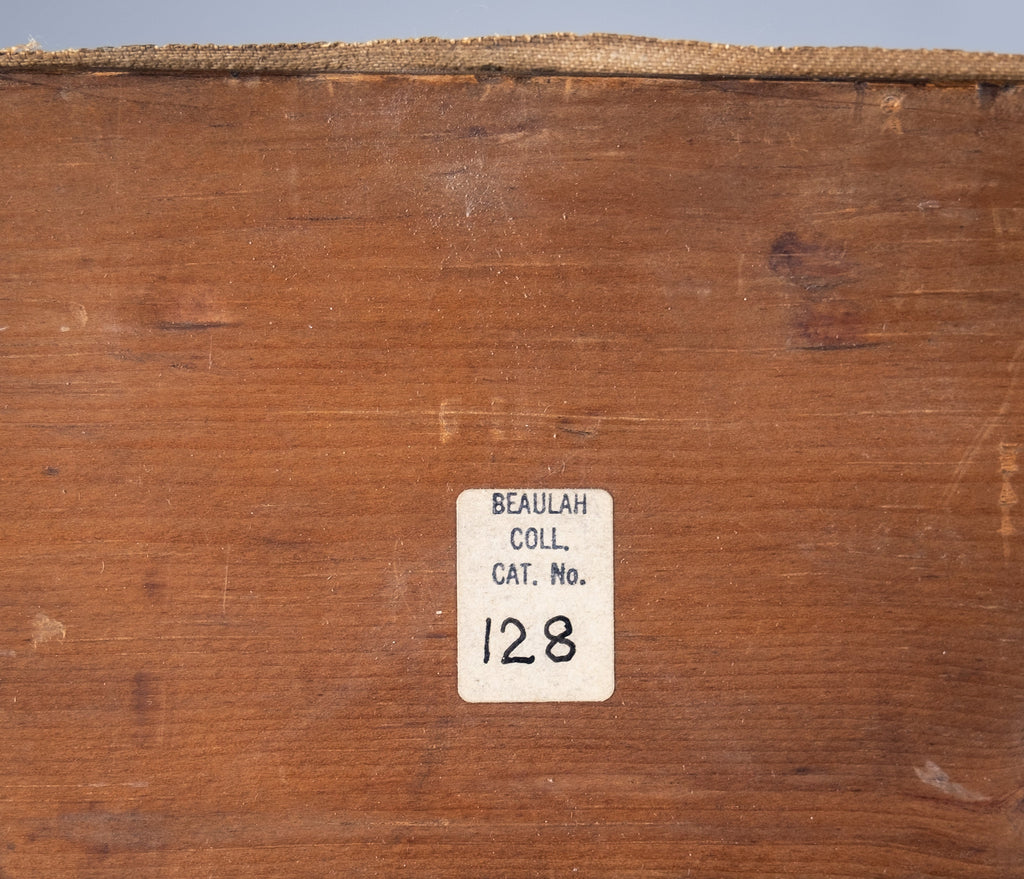 BEAULAH
COLL.
CAT. No.
128